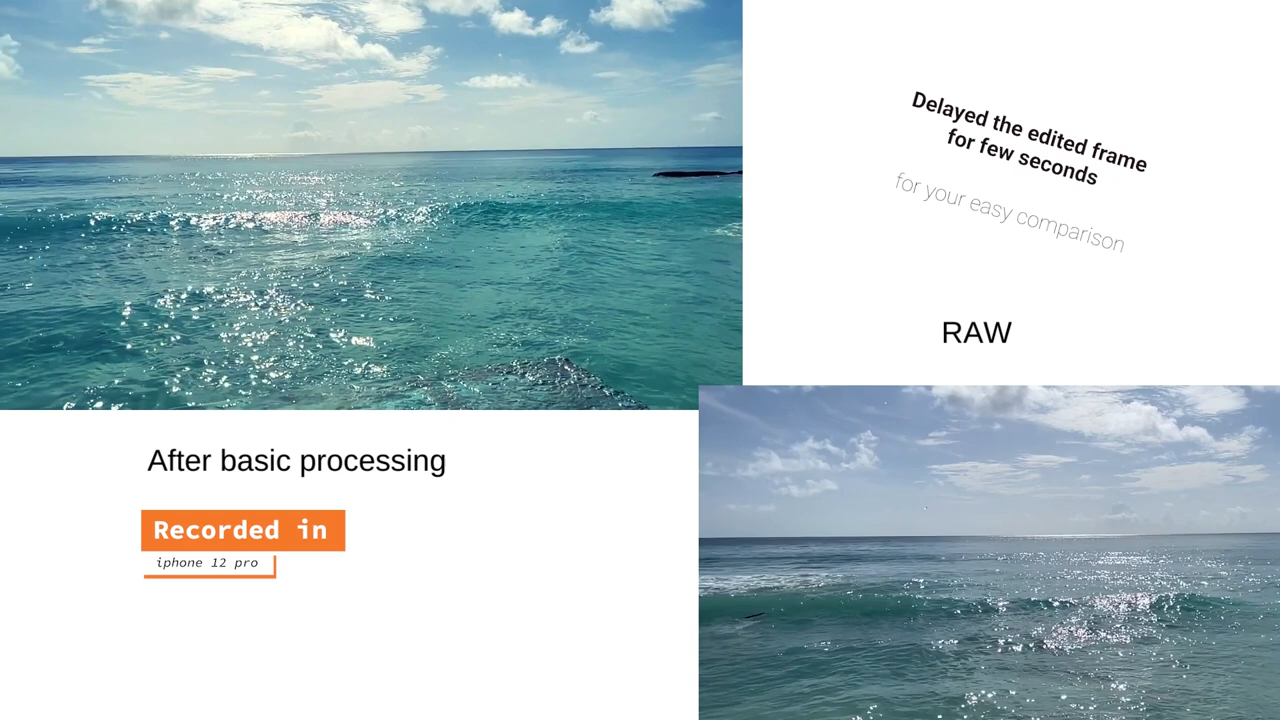 Delayed the edited frame
for few seconds
for your easy comparison
RAW
After basic processing
Recorded in
iphone 12 pro